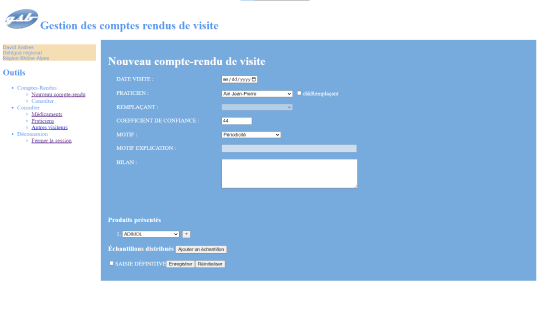 gsb Gestion des comptes rendus de visite
David Andrée
Délégué régional
Région Rhône-Alpes
Outils
Comptes-Rendus
Nouveau compte-rendu
Consulter
Consulter
Médicaments
Praticiens
Autres visiteurs
Déconnexion
Fermer la session
Nouveau compte-rendu de visite
DATE VISITE : mm/dd/yyyy
PRATICIEN : Ain Jean-Pierre
REMPLAÇANT :
COEFFICIENT DE CONFIANCE : 44
MOTIF : Périodicité
MOTIF EXPLICATION :
BILAN :
Produits présentés
1. ADIMOL +
Échantillons distribués Ajouter un échantillon
SAISIE DÉFINITIVE Enregistrer Réinitialiser